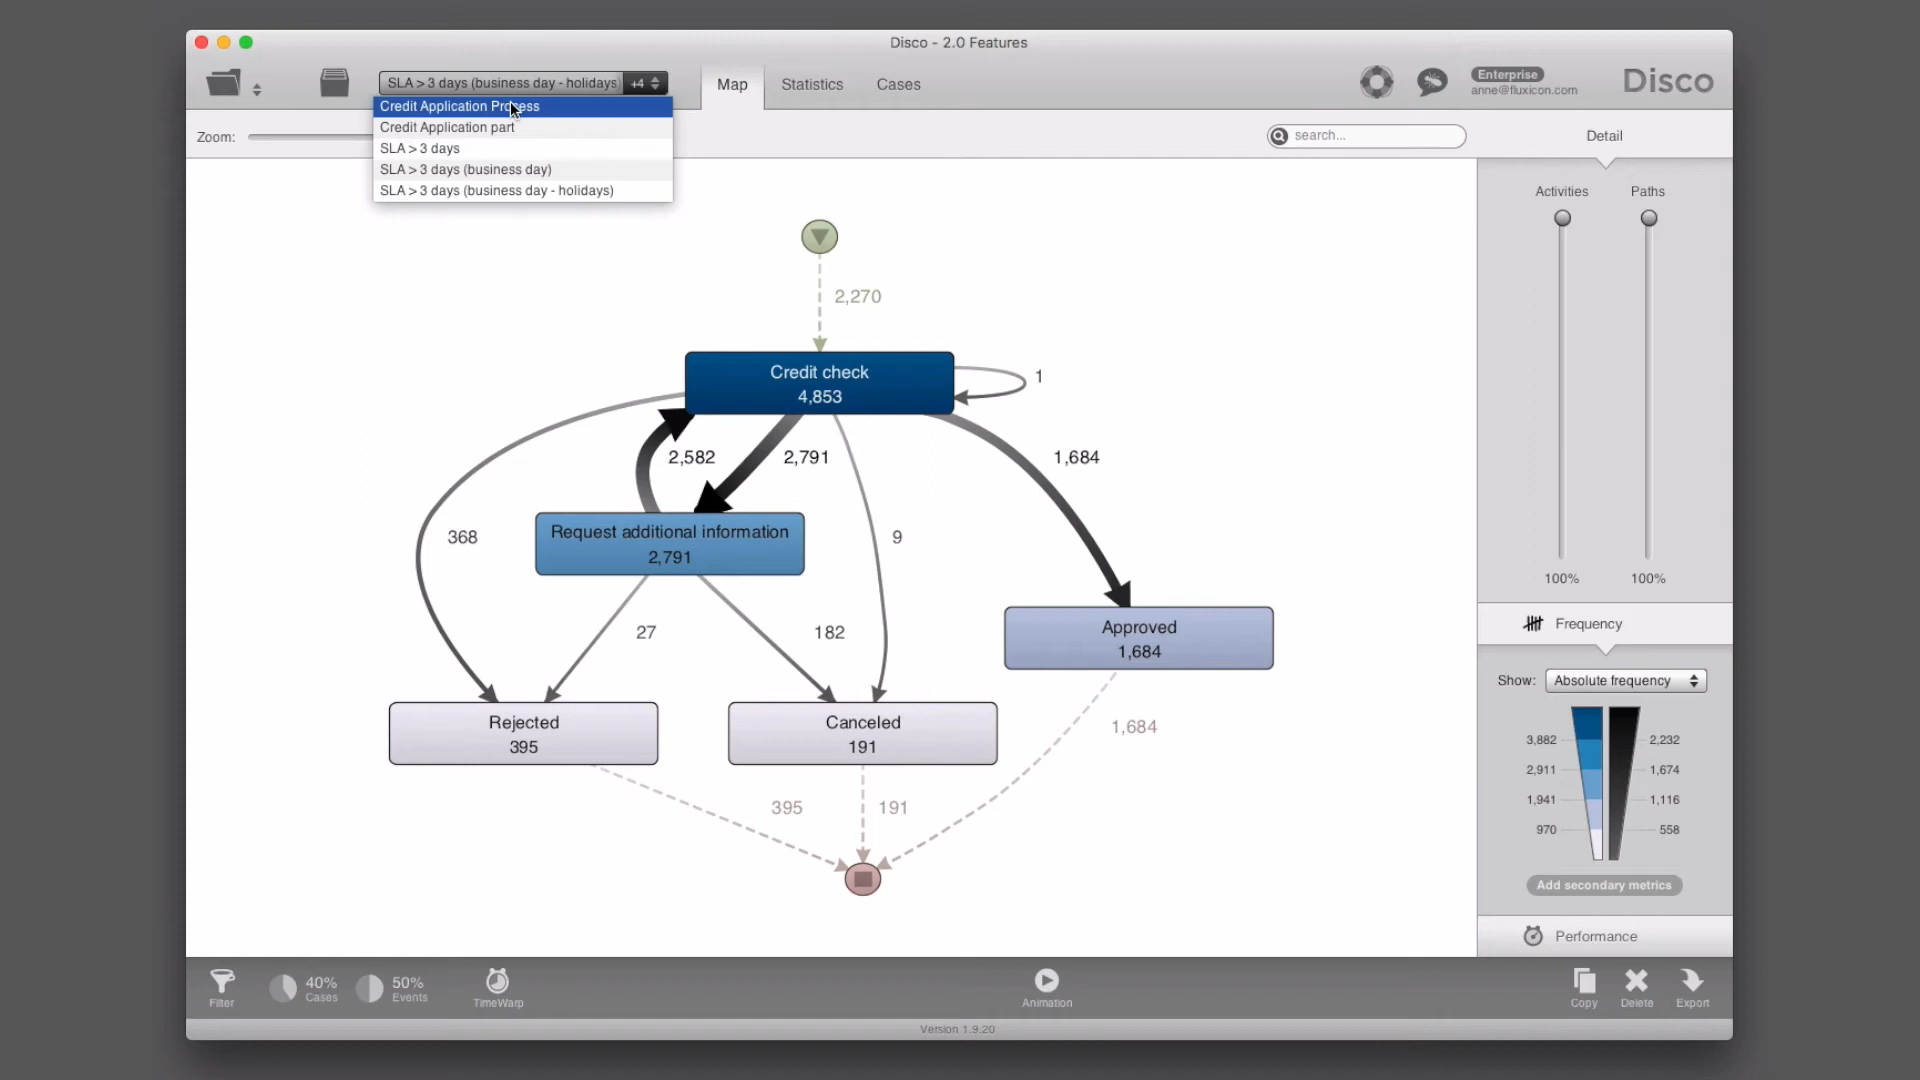 Disco - 2.0 Features
SLA > 3 days (business day - holidays)
+4
Map
Statistics
Cases
Enterprise
anne@fluxicon.com
Disco
Credit Application Process
Credit Application part
SLA > 3 days
SLA > 3 days (business day)
SLA > 3 days (business day - holidays)
Zoom:
search...
Detail
Activities
Paths
100%
100%
2,270
Credit check
4,853
1
2,582
2,791
1,684
368
Request additional information
2,791
9
27
182
Approved
1,684
Rejected
395
Canceled
191
1,684
395
191
Frequency
Show:
Absolute frequency
3,882
2,232
2,911
1,674
1,941
1,116
970
558
Add secondary metrics
Performance
Filter
40%
Cases
50%
Events
TimeWarp
Animation
Copy
Delete
Export
Version 1.9.20